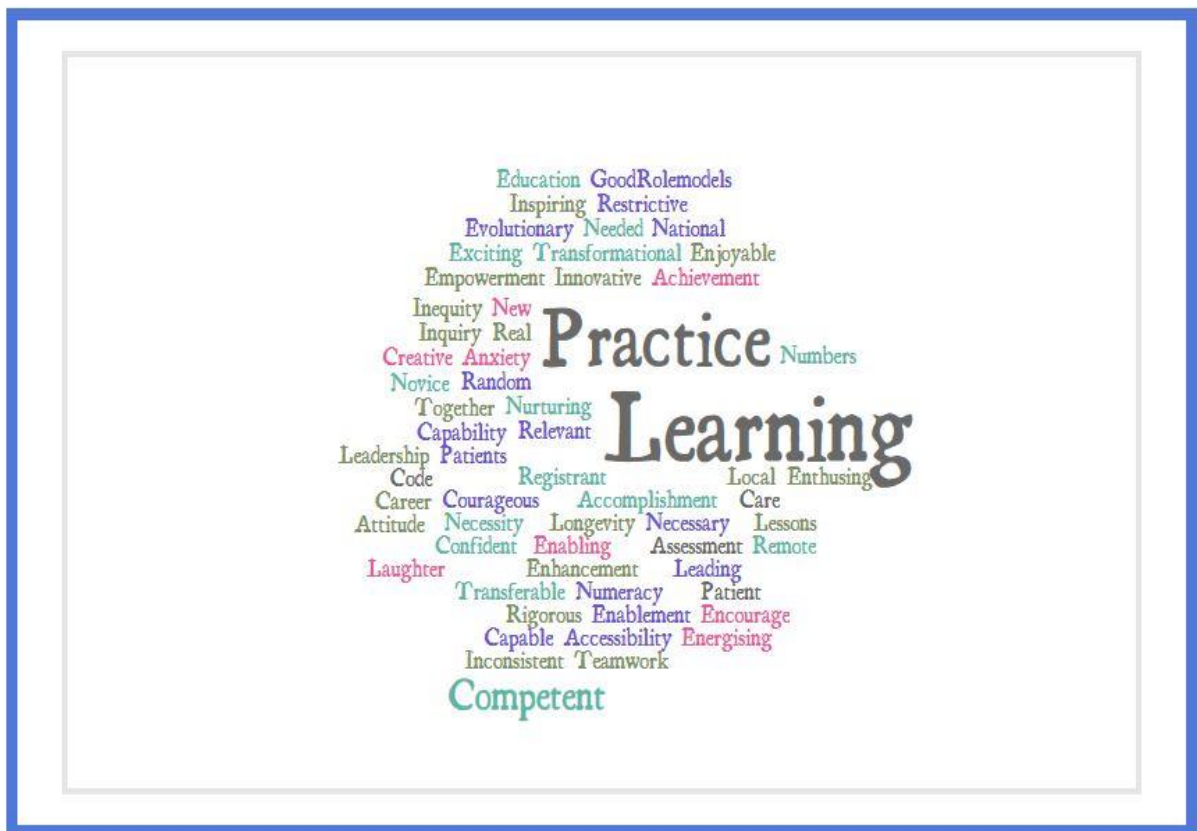 Education GoodRolemodels
Inspiring Restrictive
Evolutionary Needed National
Exciting Transformational Enjoyable
Empowerment Innovative Achievement
Inequity New
Inquiry Real
Practice
Creative Anxiety
Numbers
Novice Random
Together Nurturing
Learning
Capability Relevant
Leadership Patients
Code Registrant Local Enthusing
Career Courageous Accomplishment Care
Attitude Necessity Longevity Necessary Lessons
Confident Enabling Assessment Remote
Laughter Enhancement Leading
Transferable Numeracy Patient
Rigorous Enablement Encourage
Capable Accessibility Energising
Inconsistent Teamwork
Competent